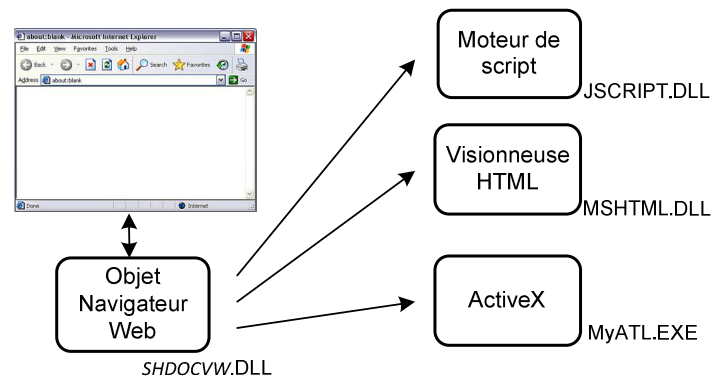 about:blank - Microsoft Internet Explorer
File Edit View Favorites Tools Help
Back Search Favorites
Address about:blank Go
Done Internet
Objet
Navigateur
Web
SHDOCVW.DLL
Moteur de
script
JSCRIPT.DLL
Visionneuse
HTML
MSHTML.DLL
ActiveX
MyATL.EXE